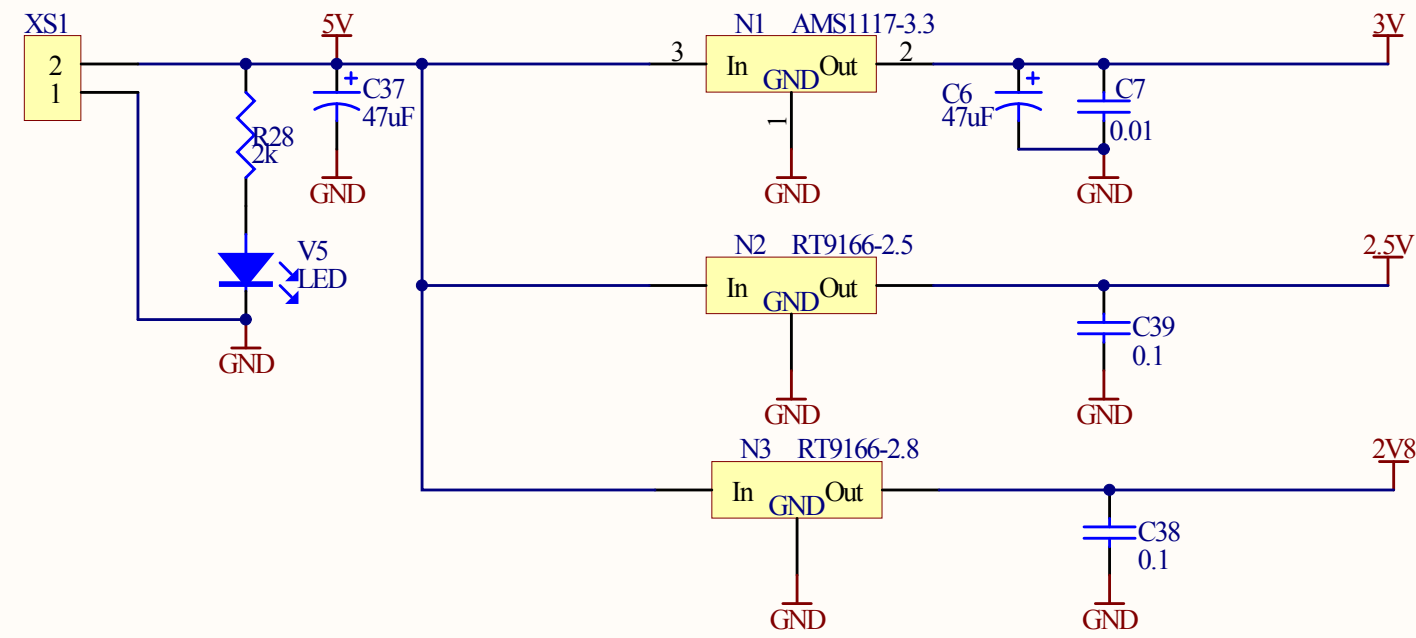 XS1
2
1
5V
C37
47uF
R28
2k
GND
V5
LED
GND
N1 AMS1117-3.3
3
In GND Out
2
1
GND
C6
47uF
C7
0.01
GND
3V
N2 RT9166-2.5
In GND Out
GND
C39
0.1
GND
2.5V
N3 RT9166-2.8
In GND Out
GND
C38
0.1
GND
2V8